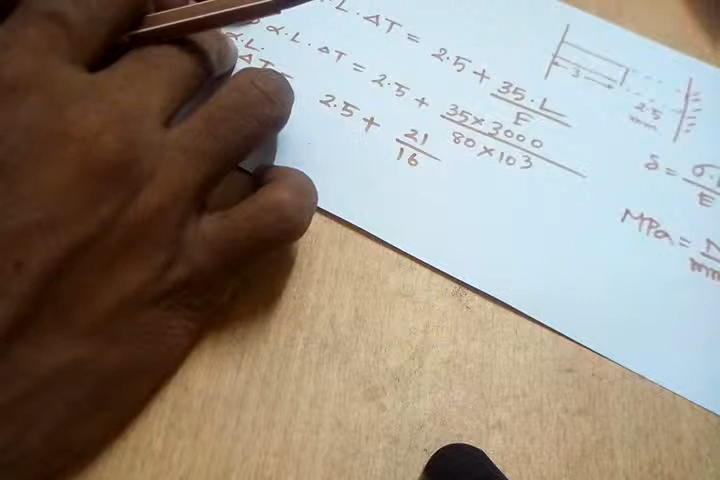 . L . ΔT = 2.5 + 35.L / E
α.L . ΔT = 2.5 + 35×3000 / 80×103
α.L.
ΔT =
2.5 + 21/16
3
2.5 mm
δ = σ. / E
MPa =